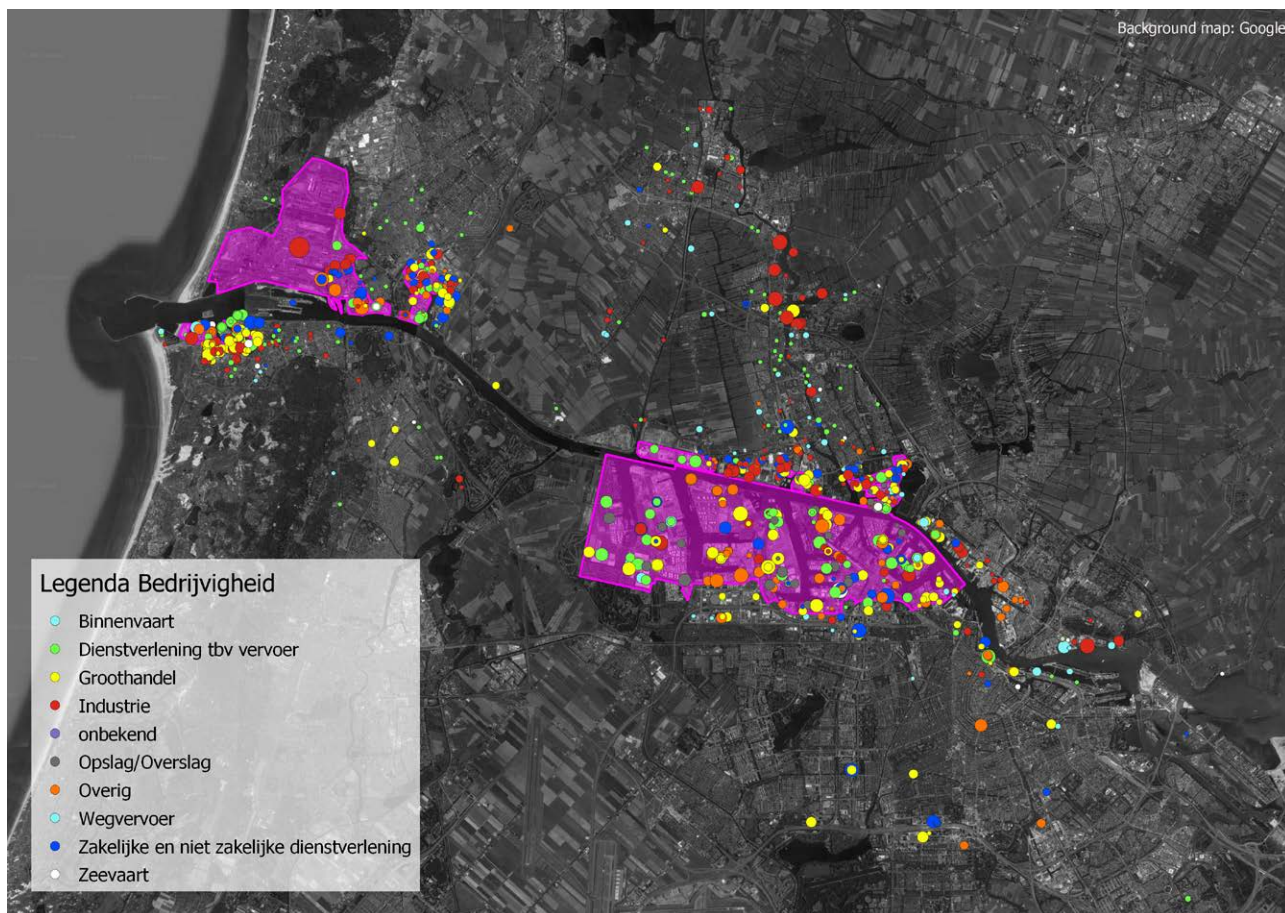 Background map: Google
Legenda Bedrijvigheid
Binnenvaart
Dienstverlening tbv vervoer
Groothandel
Industrie
onbekend
Opslag/Overslag
Overig
Wegvervoer
Zakelijke en niet zakelijke dienstverlening
Zeevaart